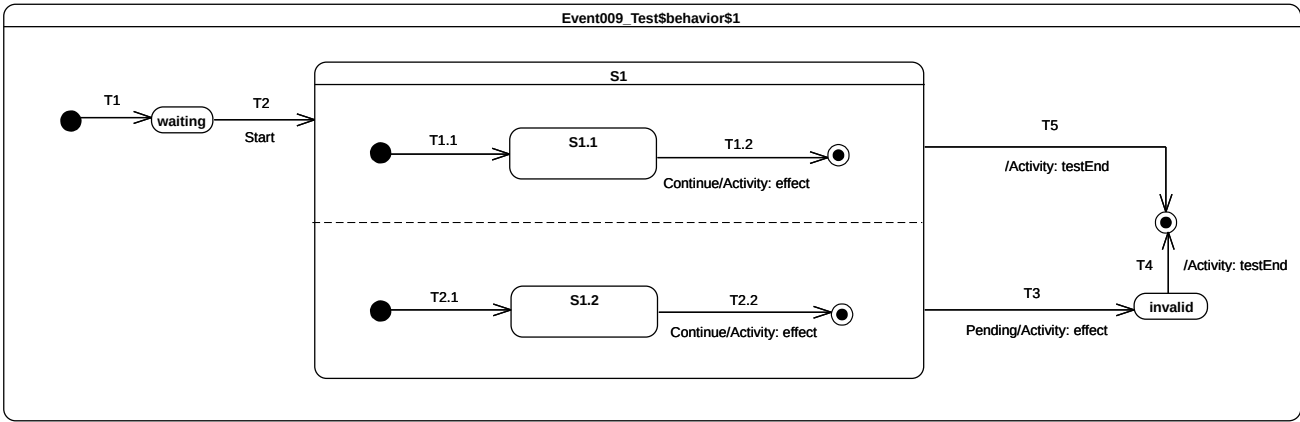 Event009_Test$behavior$1
S1
T1
waiting
T2
Start
T1.1
S1.1
T1.2
Continue/Activity: effect
T2.1
S1.2
T2.2
Continue/Activity: effect
T5
/Activity: testEnd
T4
/Activity: testEnd
T3
Pending/Activity: effect
invalid